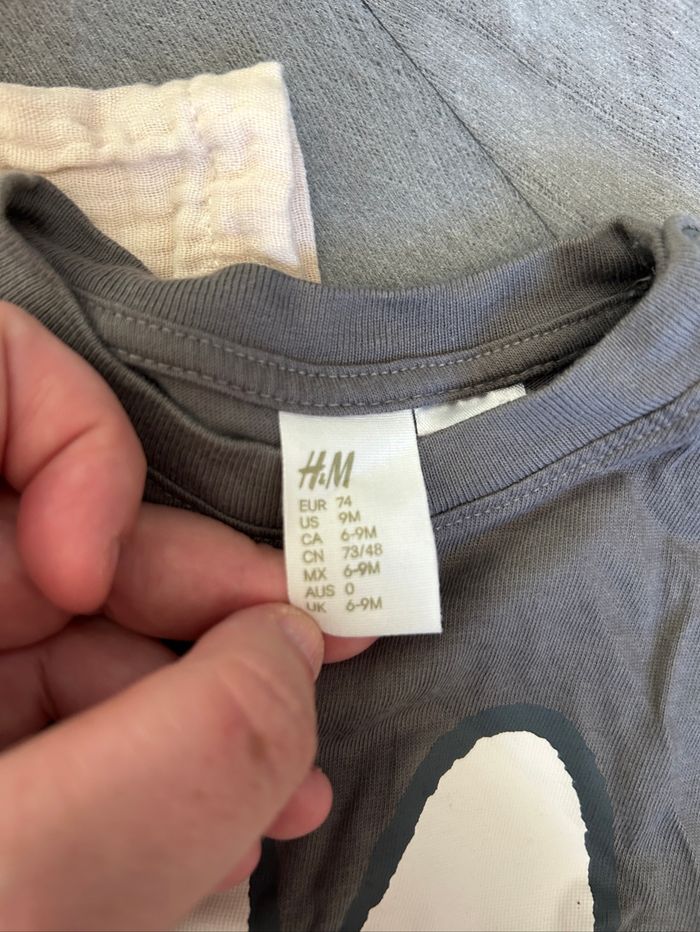 H&M
EUR 74
US 9M
CA 6-9M
CN 73/48
MX 6-9M
AUS 0
UK 6-9M